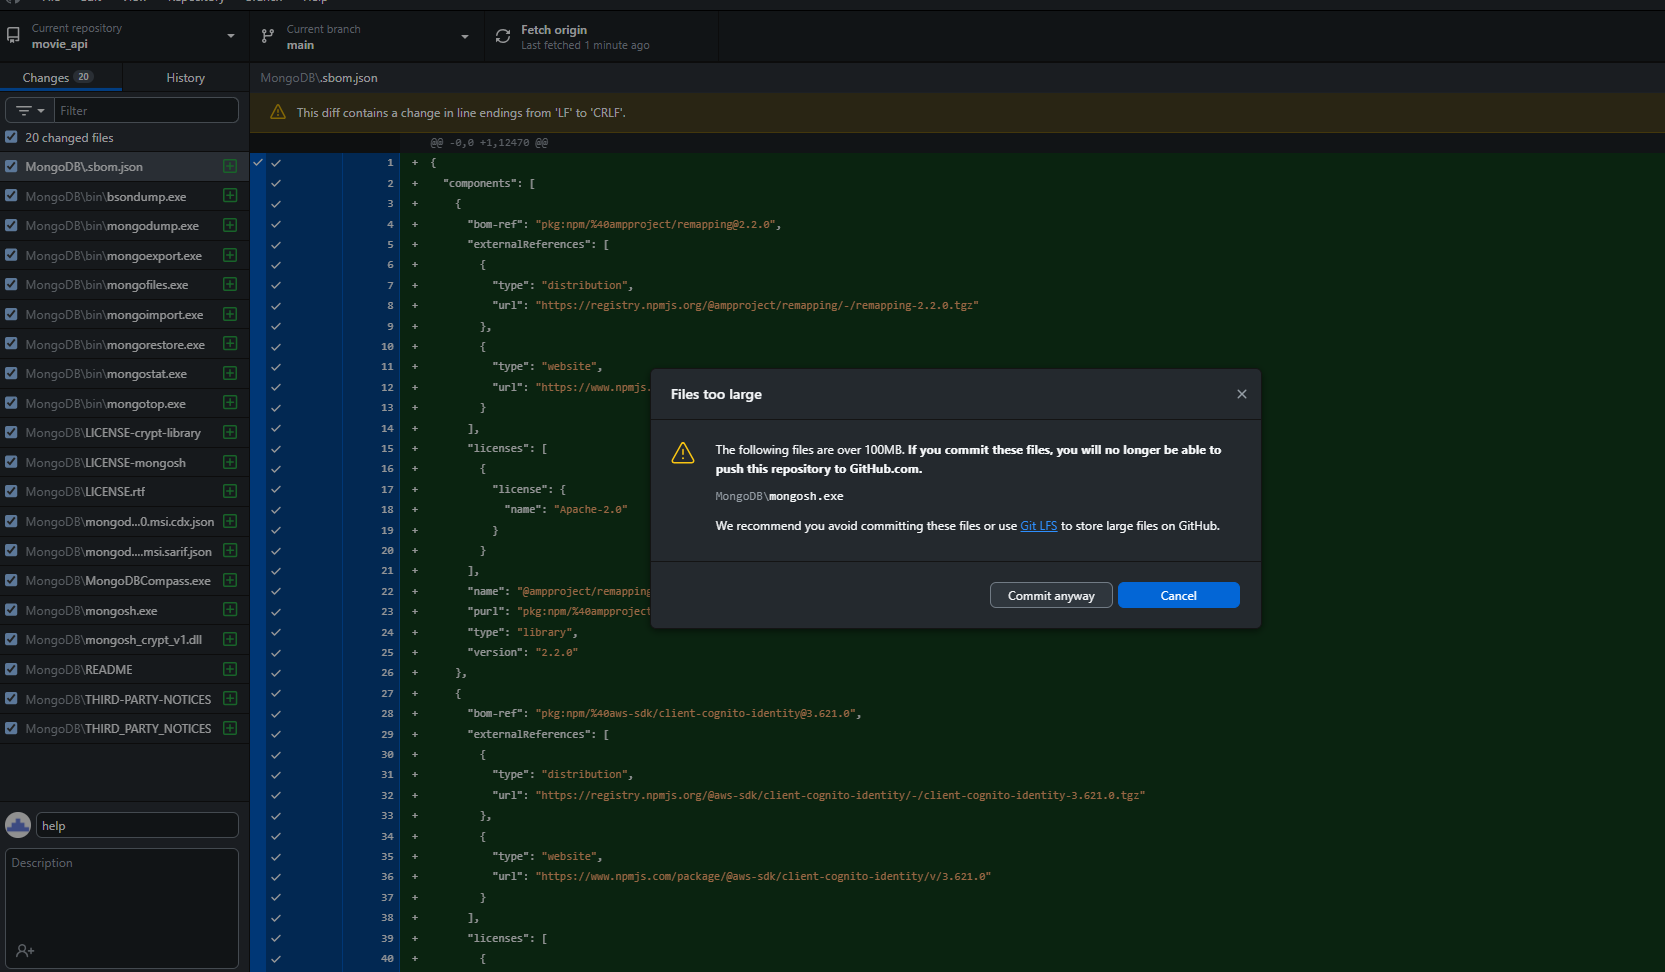 File Edit View Repository Branch Help
Current repository
movie_api
Current branch
main
Fetch origin
Last fetched 1 minute ago
Changes 20
History
MongoDB\.sbom.json
Filter
This diff contains a change in line endings from 'LF' to 'CRLF'.
20 changed files
MongoDB\.sbom.json
MongoDB\bin\bsondump.exe
MongoDB\bin\mongodump.exe
MongoDB\bin\mongoexport.exe
MongoDB\bin\mongofiles.exe
MongoDB\bin\mongoimport.exe
MongoDB\bin\mongorestore.exe
MongoDB\bin\mongostat.exe
MongoDB\bin\mongotop.exe
MongoDB\LICENSE-crypt-library
MongoDB\LICENSE-mongosh
MongoDB\LICENSE.rtf
MongoDB\mongod...0.msi.cdx.json
MongoDB\mongod....msi.sarif.json
MongoDB\MongoDBCompass.exe
MongoDB\mongosh.exe
MongoDB\mongosh_crypt_v1.dll
MongoDB\README
MongoDB\THIRD-PARTY-NOTICES
MongoDB\THIRD_PARTY_NOTICES
help
Description
@@ -0,0 +1,12470 @@
1 + {
2 + "components": [
3 + {
4 + "bom-ref": "pkg:npm/%40ampproject/remapping@2.2.0",
5 + "externalReferences": [
6 + {
7 + "type": "distribution",
8 + "url": "https://registry.npmjs.org/@ampproject/remapping/-/remapping-2.2.0.tgz"
9 + },
10 + {
11 + "type": "website",
12 + "url": "https://www.npmjs.
13 + }
14 + ],
15 + "licenses": [
16 + {
17 + "license": {
18 + "name": "Apache-2.0"
19 + }
20 + }
21 + ],
22 + "name": "@ampproject/remapping
23 + "purl": "pkg:npm/%40ampproject
24 + "type": "library",
25 + "version": "2.2.0"
26 + },
27 + {
28 + "bom-ref": "pkg:npm/%40aws-sdk/client-cognito-identity@3.621.0",
29 + "externalReferences": [
30 + {
31 + "type": "distribution",
32 + "url": "https://registry.npmjs.org/@aws-sdk/client-cognito-identity/-/client-cognito-identity-3.621.0.tgz"
33 + },
34 + {
35 + "type": "website",
36 + "url": "https://www.npmjs.com/package/@aws-sdk/client-cognito-identity/v/3.621.0"
37 + }
38 + ],
39 + "licenses": [
40 + {
Files too large
The following files are over 100MB. If you commit these files, you will no longer be able to
push this repository to GitHub.com.
MongoDB\mongosh.exe
We recommend you avoid committing these files or use Git LFS to store large files on GitHub.
Commit anyway
Cancel